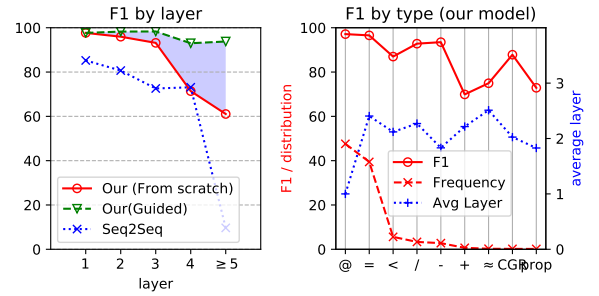 F1 by layer
100
80
60
40
20
0
1 2 3 4 ≥5
layer
Our (From scratch)
Our(Guided)
Seq2Seq
F1 by type (our model)
F1 / distribution
100
80
60
40
20
0
@ = < / - + ≈ CGR prop
F1
Frequency
Avg Layer
3
2
1
0
average layer